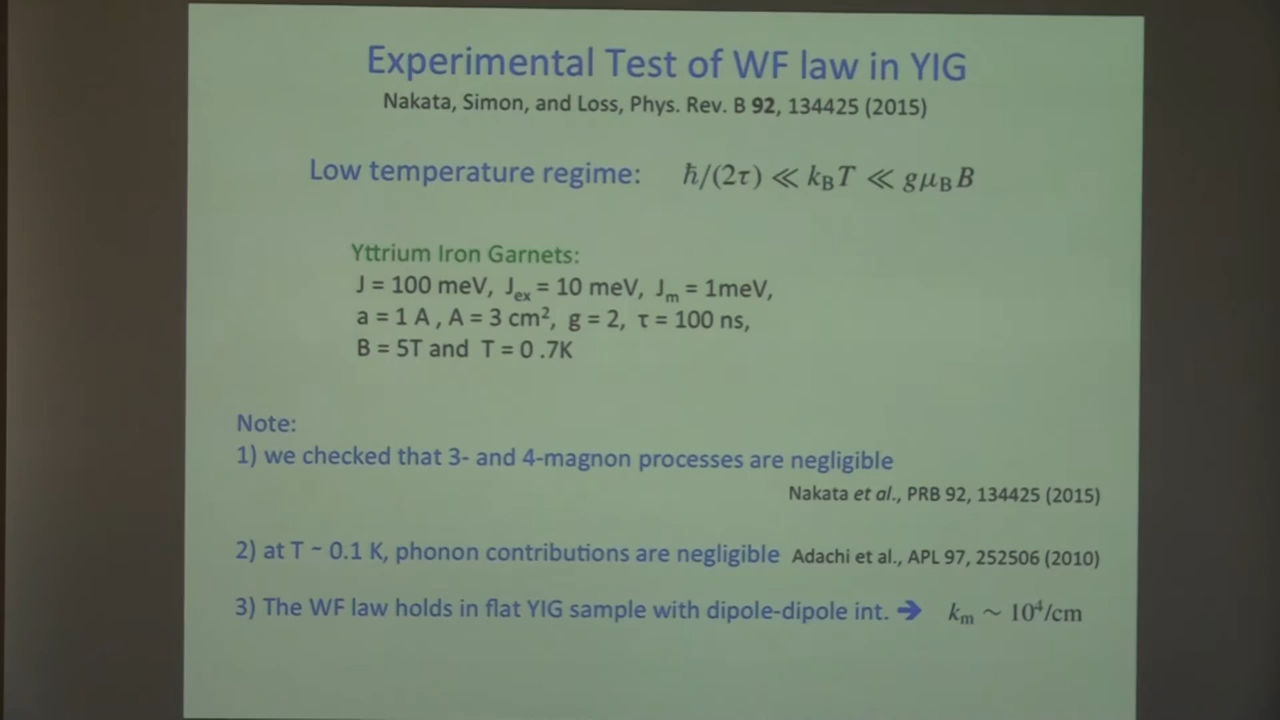 Experimental Test of WF law in YIG
Nakata, Simon, and Loss, Phys. Rev. B 92, 134425 (2015)
Low temperature regime: ℏ/(2τ) ≪ k_B T ≪ gμ_B B
Yttrium Iron Garnets:
J = 100 meV, J_ex = 10 meV, J_m = 1meV,
a = 1 A , A = 3 cm², g = 2, τ = 100 ns,
B = 5T and T = 0 .7K
Note:
1) we checked that 3- and 4-magnon processes are negligible
Nakata et al., PRB 92, 134425 (2015)
2) at T ~ 0.1 K, phonon contributions are negligible Adachi et al., APL 97, 252506 (2010)
3) The WF law holds in flat YIG sample with dipole-dipole int. → k_m ∼ 10⁴/cm